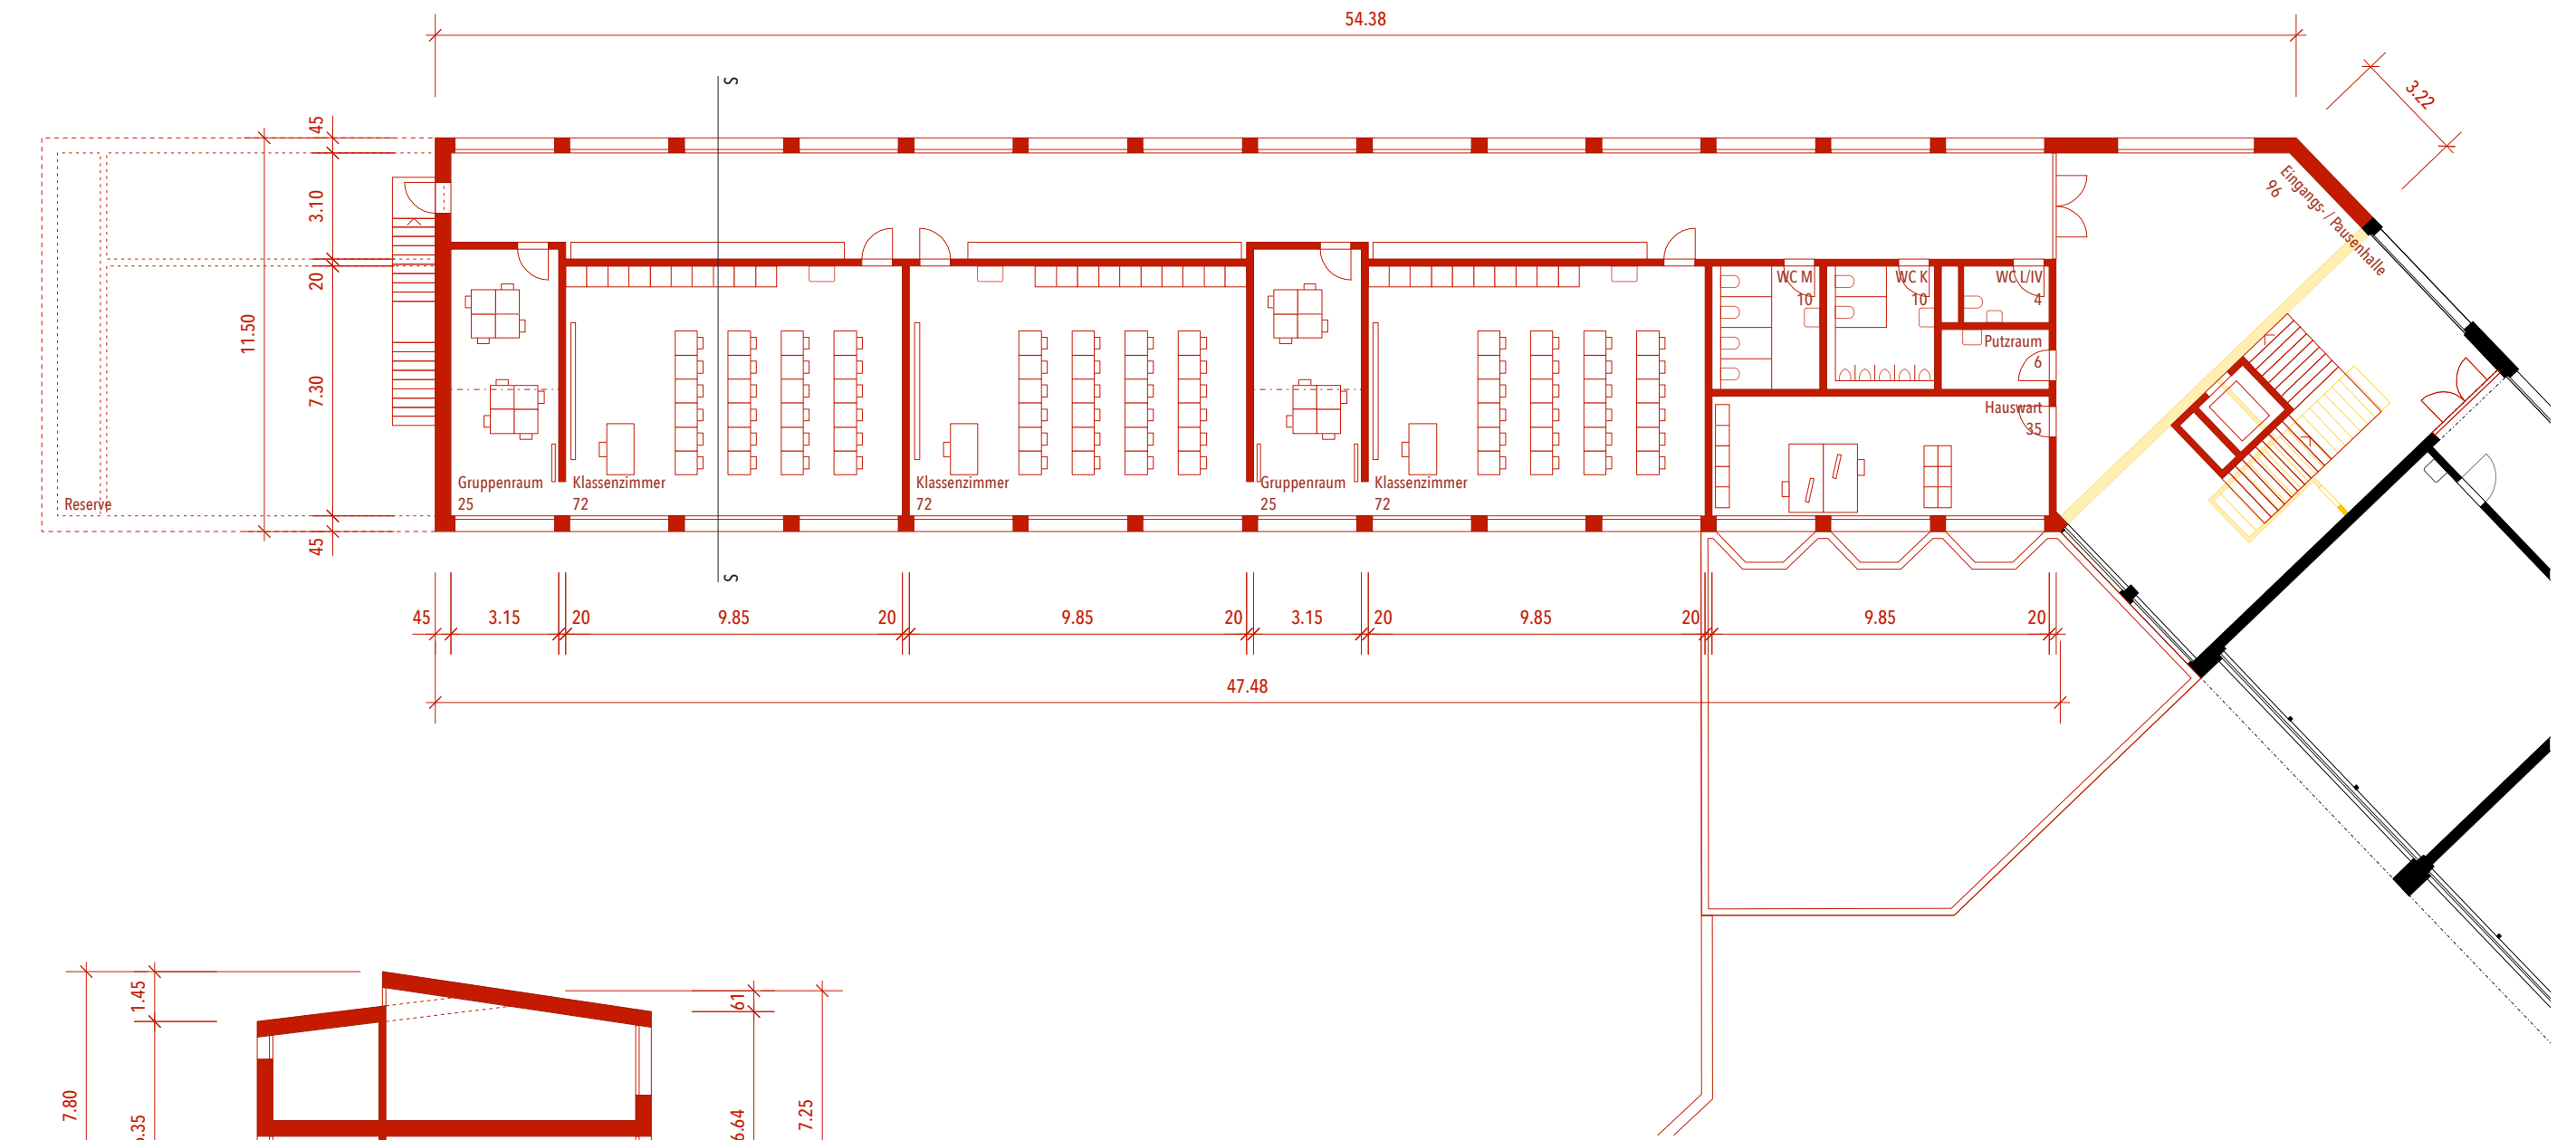 54.38
3.22
S
45
3.10
20
7.30
45
11.50
Eingangs- / Pausenhalle
96
WC M
10
WC K
10
WC L/IV
4
Putzraum
6
Hauswart
35
Reserve
Gruppenraum
25
Klassenzimmer
72
Klassenzimmer
72
Gruppenraum
25
Klassenzimmer
72
S
45
3.15
20
9.85
20
9.85
20
3.15
20
9.85
20
9.85
20
47.48
1.45
61
7.80
6.64
7.25